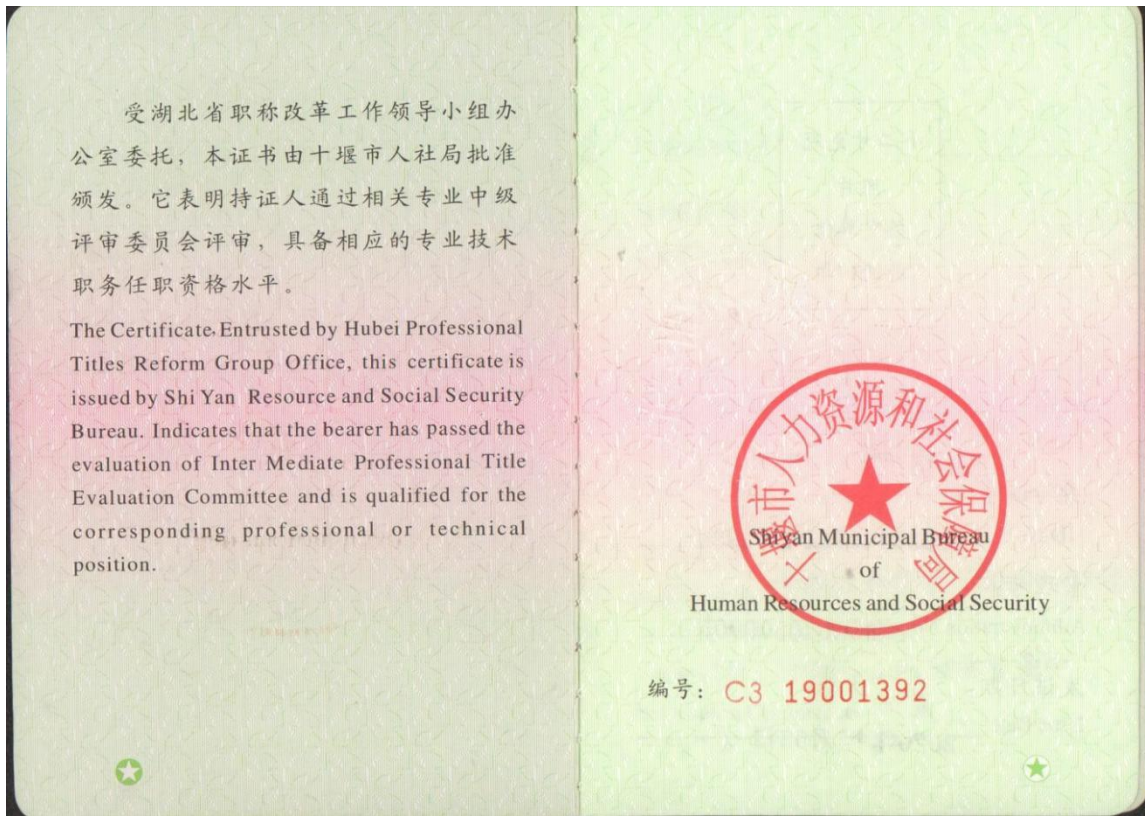 受湖北省职称改革工作领导小组办
公室委托，本证书由十堰市人社局批准
颁发。它表明持证人通过相关专业中级
评审委员会评审，具备相应的专业技术
职务任职资格水平。
The Certificate, Entrusted by Hubei Professional
Titles Reform Group Office, this certificate is
issued by Shi Yan Resource and Social Security
Bureau. Indicates that the bearer has passed the
evaluation of Inter Mediate Professional Title
Evaluation Committee and is qualified for the
corresponding professional or technical
position.
十堰市人力资源和社会保障局
Shiyan Municipal Bureau
of
Human Resources and Social Security
编号：C3 19001392